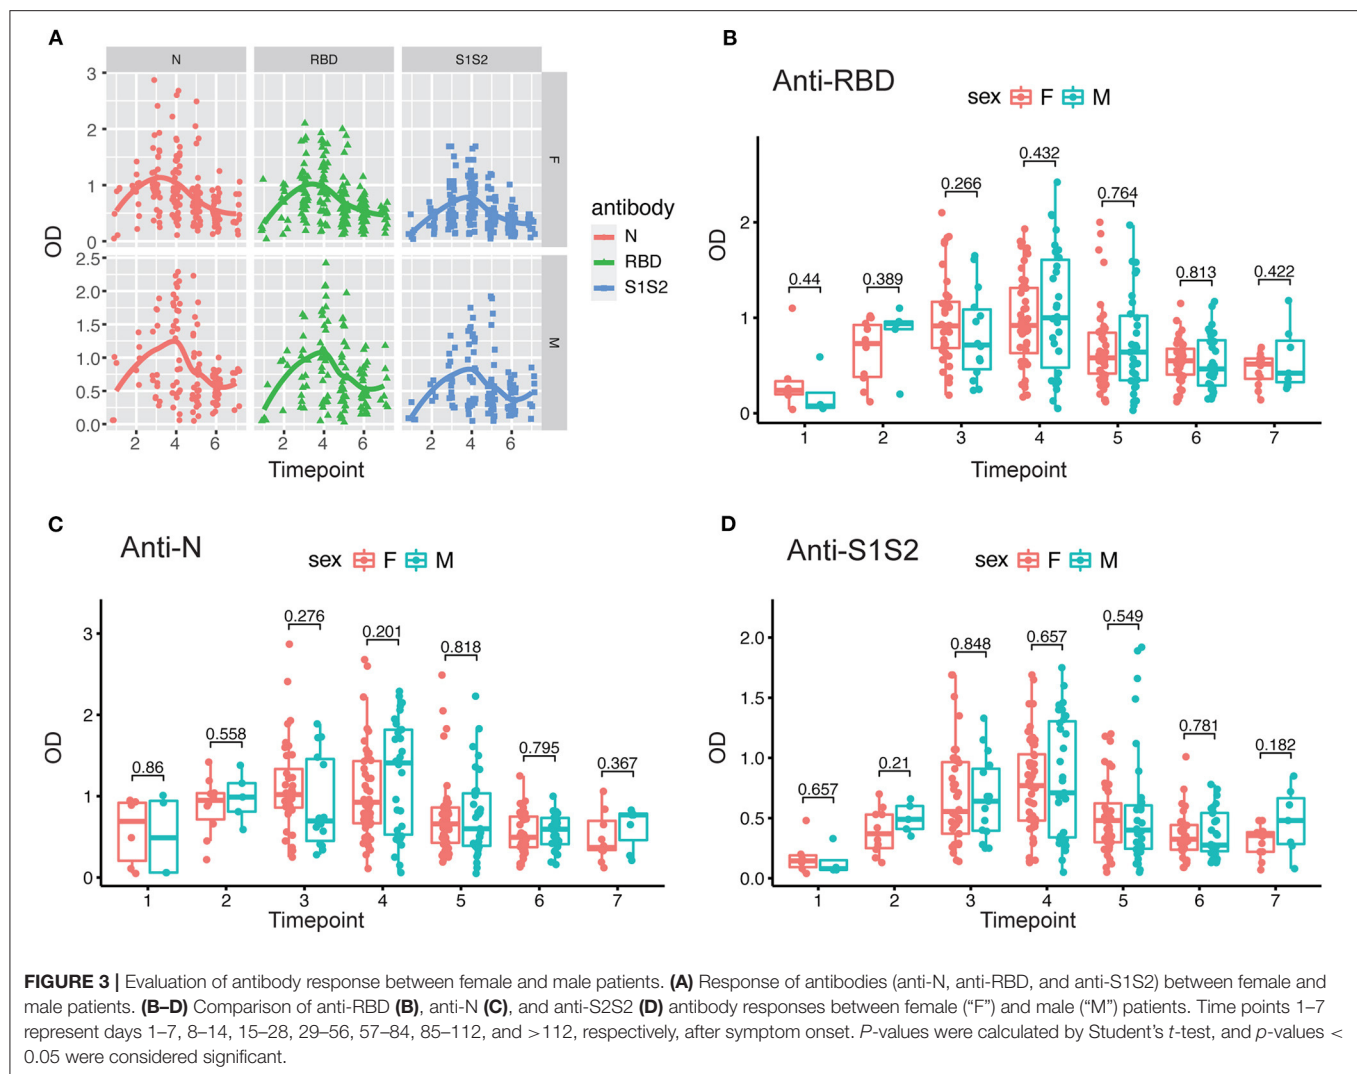 A
N RBD S1S2
3
2
1
0
F
2.5
2.0
1.5
1.0
0.5
0.0
M
OD
2 4 6 2 4 6 2 4 6
Timepoint
antibody
N
RBD
S1S2
B
Anti-RBD
sex F M
0.432
0.266
0.764
0.44
0.389
0.813
0.422
OD
2
1
0
1 2 3 4 5 6 7
Timepoint
C
Anti-N
sex F M
0.276
0.201
0.818
0.558
0.86
0.795
0.367
OD
3
2
1
0
1 2 3 4 5 6 7
Timepoint
D
Anti-S1S2
sex F M
0.549
0.848
0.657
0.781
0.182
0.21
0.657
OD
2.0
1.5
1.0
0.5
0.0
1 2 3 4 5 6 7
Timepoint
FIGURE 3 | Evaluation of antibody response between female and male patients. (A) Response of antibodies (anti-N, anti-RBD, and anti-S1S2) between female and
male patients. (B–D) Comparison of anti-RBD (B), anti-N (C), and anti-S2S2 (D) antibody responses between female (“F”) and male (“M”) patients. Time points 1–7
represent days 1–7, 8–14, 15–28, 29–56, 57–84, 85–112, and >112, respectively, after symptom onset. P-values were calculated by Student’s t-test, and p-values <
0.05 were considered significant.